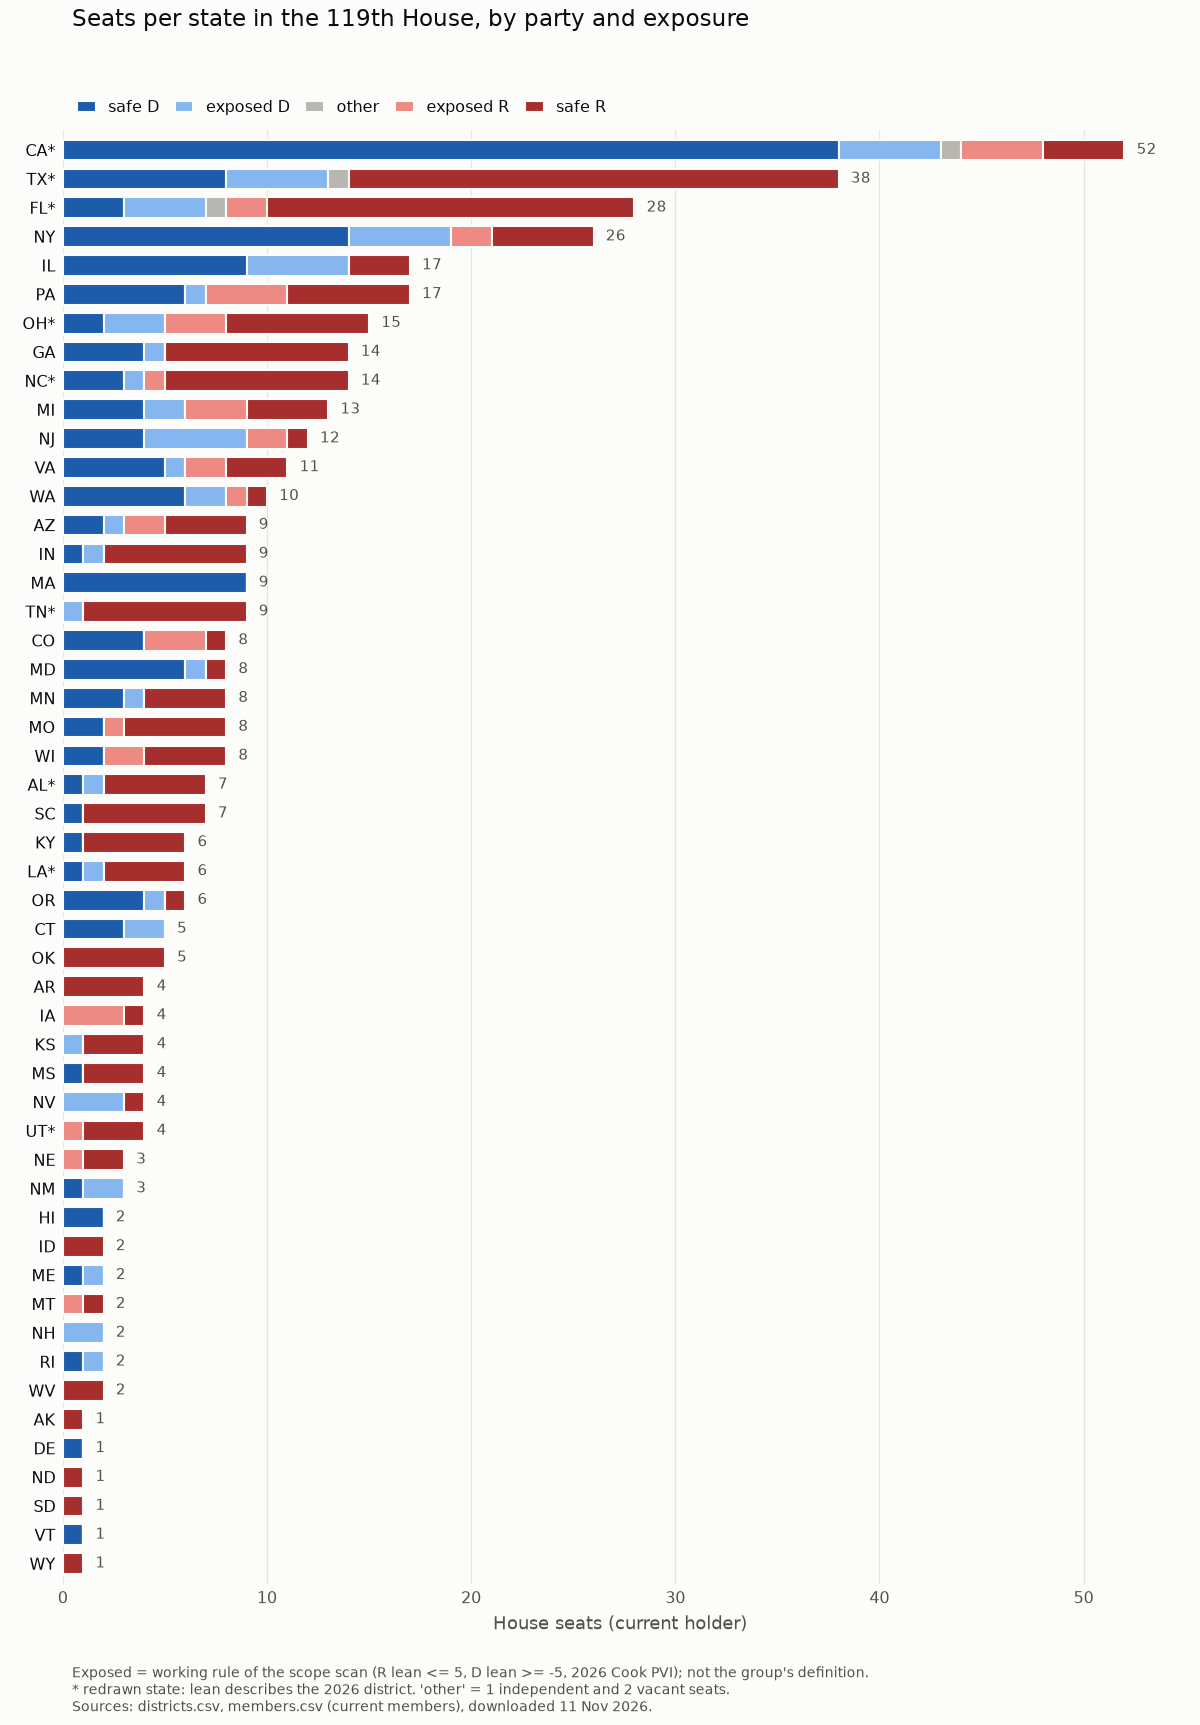 Seats per state in the 119th House, by party and exposure
safe D exposed D other exposed R safe R
CA* 52
TX* 38
FL* 28
NY 26
IL 17
PA 17
OH* 15
GA 14
NC* 14
MI 13
NJ 12
VA 11
WA 10
AZ 9
IN 9
MA 9
TN* 9
CO 8
MD 8
MN 8
MO 8
WI 8
AL* 7
SC 7
KY 6
LA* 6
OR 6
CT 5
OK 5
AR 4
IA 4
KS 4
MS 4
NV 4
UT* 4
NE 3
NM 3
HI 2
ID 2
ME 2
MT 2
NH 2
RI 2
WV 2
AK 1
DE 1
ND 1
SD 1
VT 1
WY 1
0 10 20 30 40 50
House seats (current holder)
Exposed = working rule of the scope scan (R lean <= 5, D lean >= -5, 2026 Cook PVI); not the group's definition.
* redrawn state: lean describes the 2026 district. 'other' = 1 independent and 2 vacant seats.
Sources: districts.csv, members.csv (current members), downloaded 11 Nov 2026.